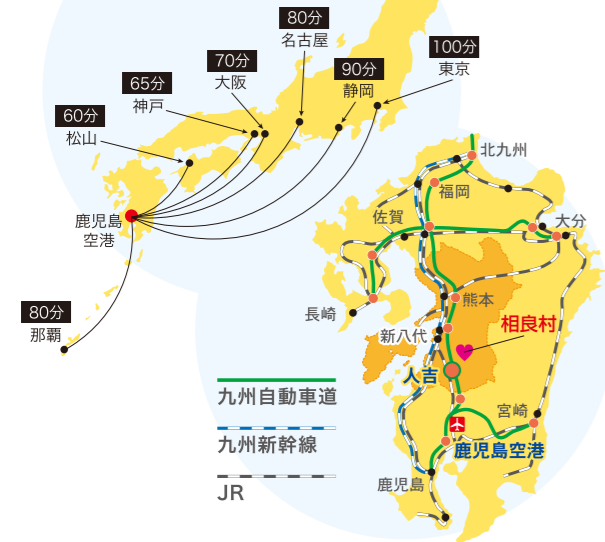 100分
東京
80分
名古屋
90分
静岡
70分
大阪
65分
神戸
60分
松山
鹿児島
空港
80分
那覇
北九州
福岡
佐賀
大分
長崎
熊本
新八代
相良村
人吉
宮崎
鹿児島空港
鹿児島
九州自動車道
九州新幹線
JR